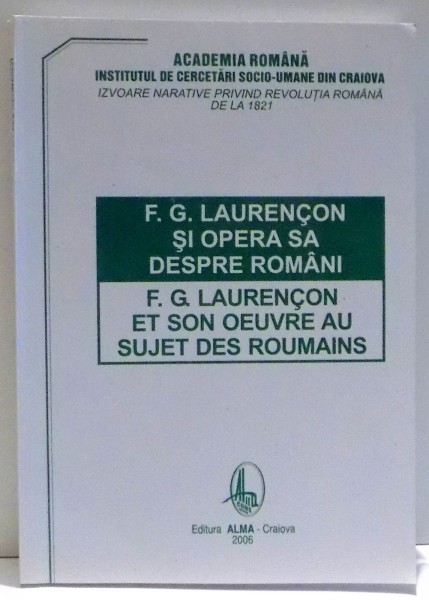 ACADEMIA ROMÂNĂ
INSTITUTUL DE CERCETĂRI SOCIO-UMANE DIN CRAIOVA
IZVOARE NARATIVE PRIVIND REVOLUȚIA ROMÂNĂ
DE LA 1821
F. G. LAURENÇON
ȘI OPERA SA
DESPRE ROMÂNI
F. G. LAURENÇON
ET SON OEUVRE AU
SUJET DES ROUMAINS
Editura ALMA - Craiova
2006